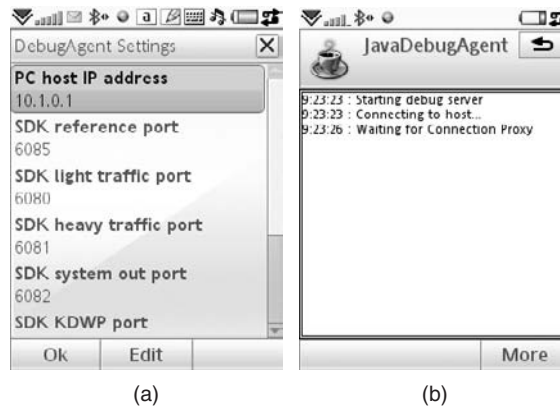 DebugAgent Settings
PC host IP address
10.1.0.1
SDK reference port
6085
SDK light traffic port
6080
SDK heavy traffic port
6081
SDK system out port
6082
SDK KDWP port
Ok Edit
(a)
JavaDebugAgent
9:23:23 : Starting debug server
9:23:23 : Connecting to host...
9:23:26 : Waiting for Connection Proxy
More
(b)